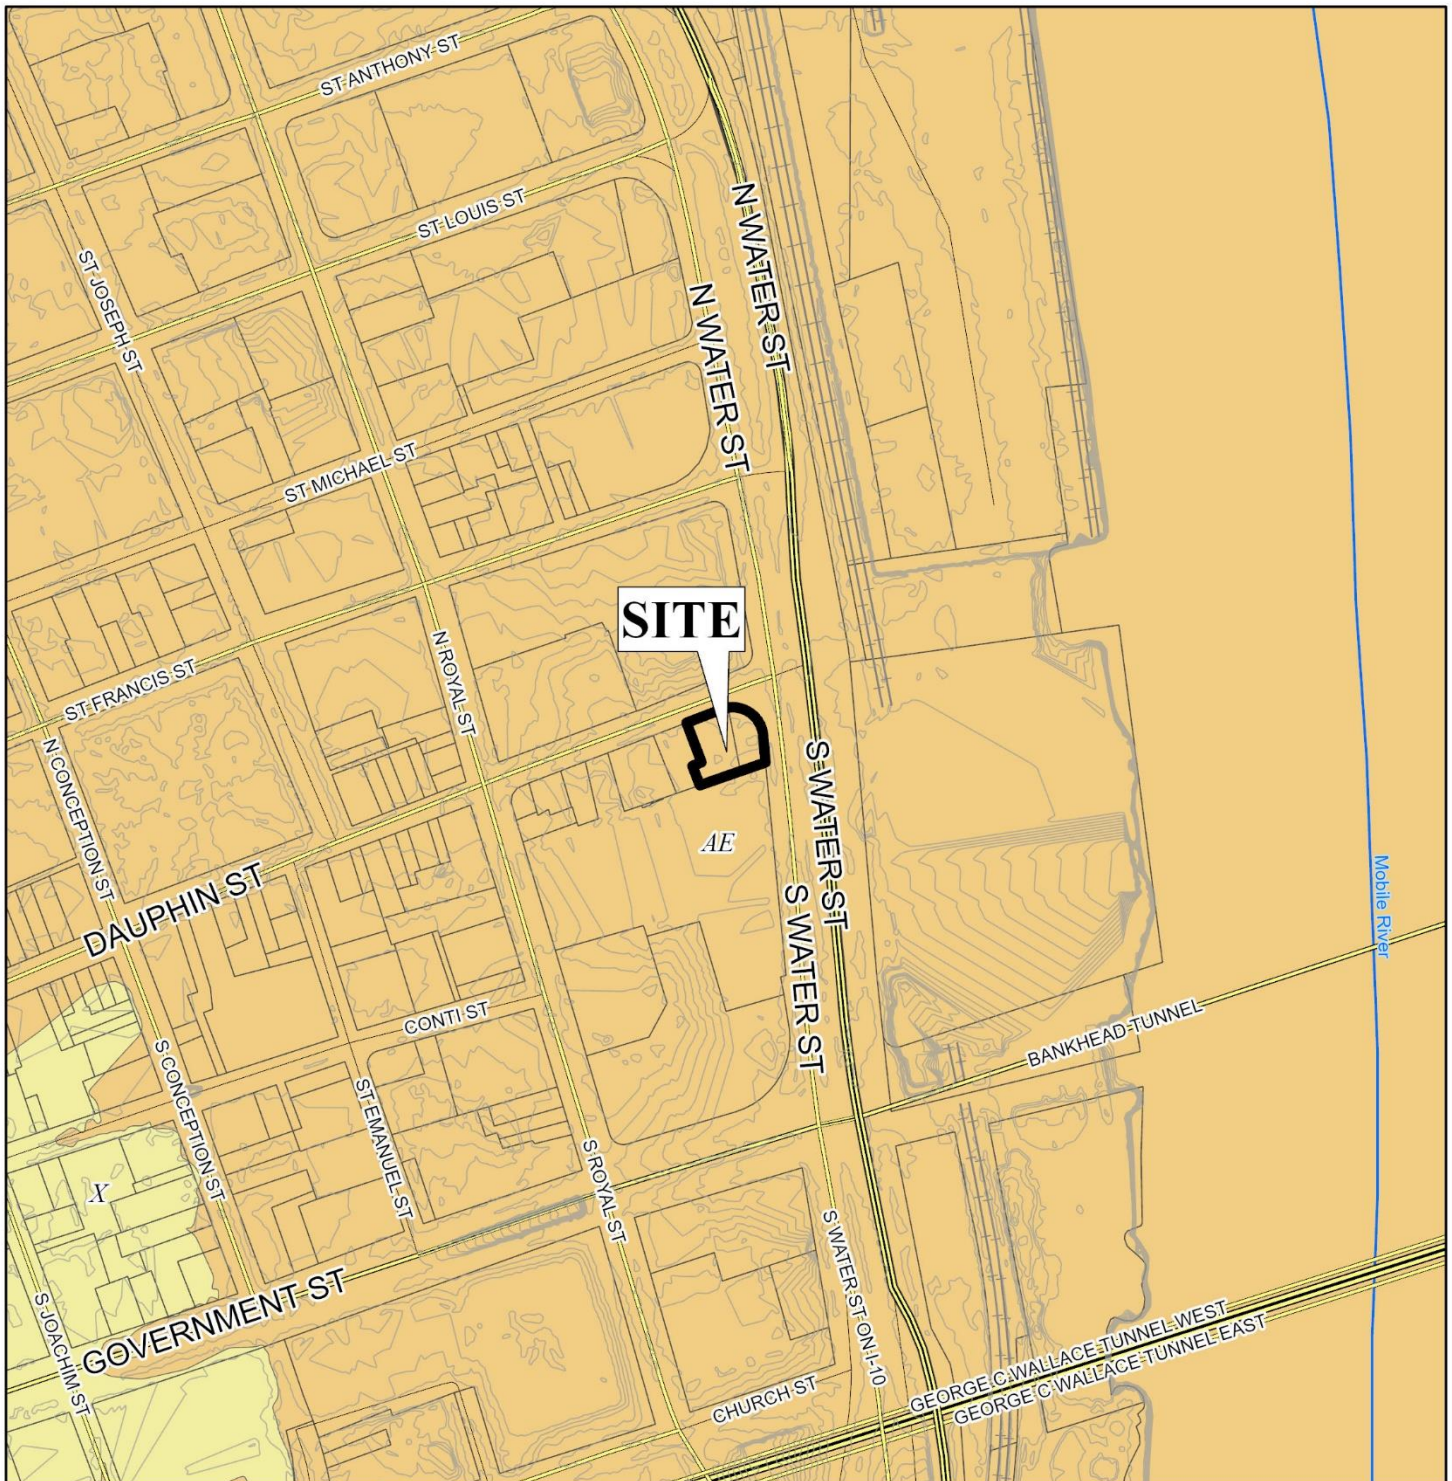 ST ANTHONY ST
ST LOUIS ST
N WATER ST
ST JOSEPH ST
N WATER ST
ST MICHAEL ST
SITE
N ROYAL ST
ST FRANCIS ST
N CONCEPTION ST
S WATER ST
AE
DAUPHIN ST
S WATER ST
Mobile River
CONTI ST
BANKHEAD TUNNEL
S CONCEPTION ST
ST EMANUEL ST
X
S ROYAL ST
S WATER ST ON I-10
S JOACHIM ST
GOVERNMENT ST
GEORGE C WALLACE TUNNEL WEST
GEORGE C WALLACE TUNNEL EAST
CHURCH ST